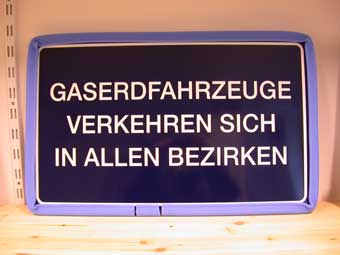 GASERDFAHRZEUGE
VERKEHREN SICH
IN ALLEN BEZIRKEN